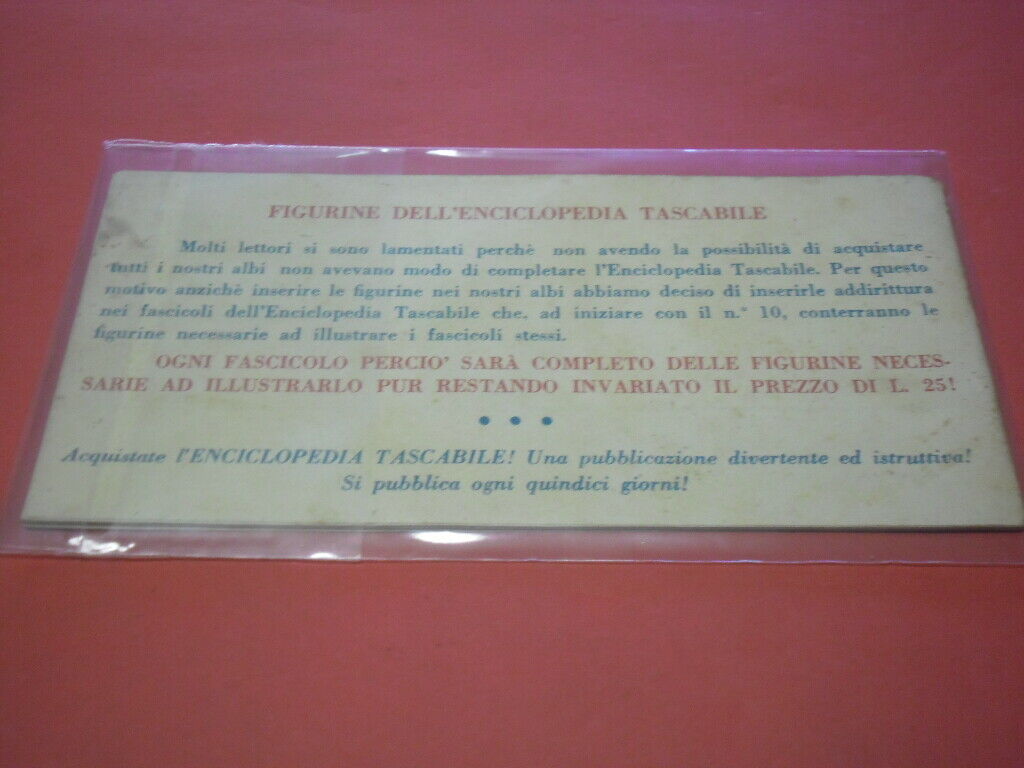 FIGURINE DELL'ENCICLOPEDIA TASCABILE
Molti lettori si sono lamentati perchè non avendo la possibilità di acquistare
tutti i nostri albi non avevano modo di completare l'Enciclopedia Tascabile. Per questo
motivo anzichè inserire le figurine nei nostri albi abbiamo deciso di inserirle addirittura
nei fascicoli dell'Enciclopedia Tascabile che, ad iniziare con il n.° 10, conterranno le
figurine necessarie ad illustrare i fascicoli stessi.
OGNI FASCICOLO PERCIO' SARÀ COMPLETO DELLE FIGURINE NECES-
SARIE AD ILLUSTRARLO PUR RESTANDO INVARIATO IL PREZZO DI L. 25!
• • •
Acquistate l'ENCICLOPEDIA TASCABILE! Una pubblicazione divertente ed istruttiva!
Si pubblica ogni quindici giorni!